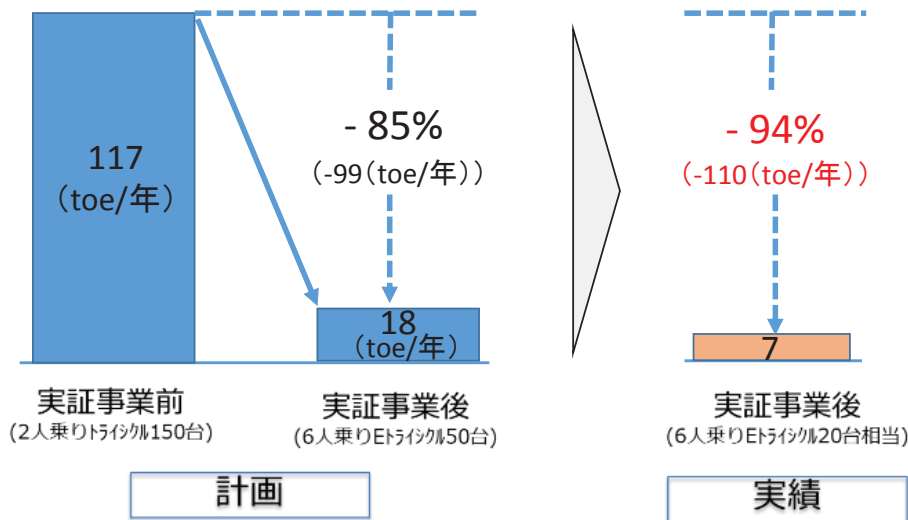 117
(toe/年)
- 85%
(-99(toe/年))
18
(toe/年)
実証事業前
(2人乗りトライシクル150台)
実証事業後
(6人乗りEトライシクル50台)
計画
- 94%
(-110(toe/年))
7
実証事業後
(6人乗りEトライシクル20台相当)
実績